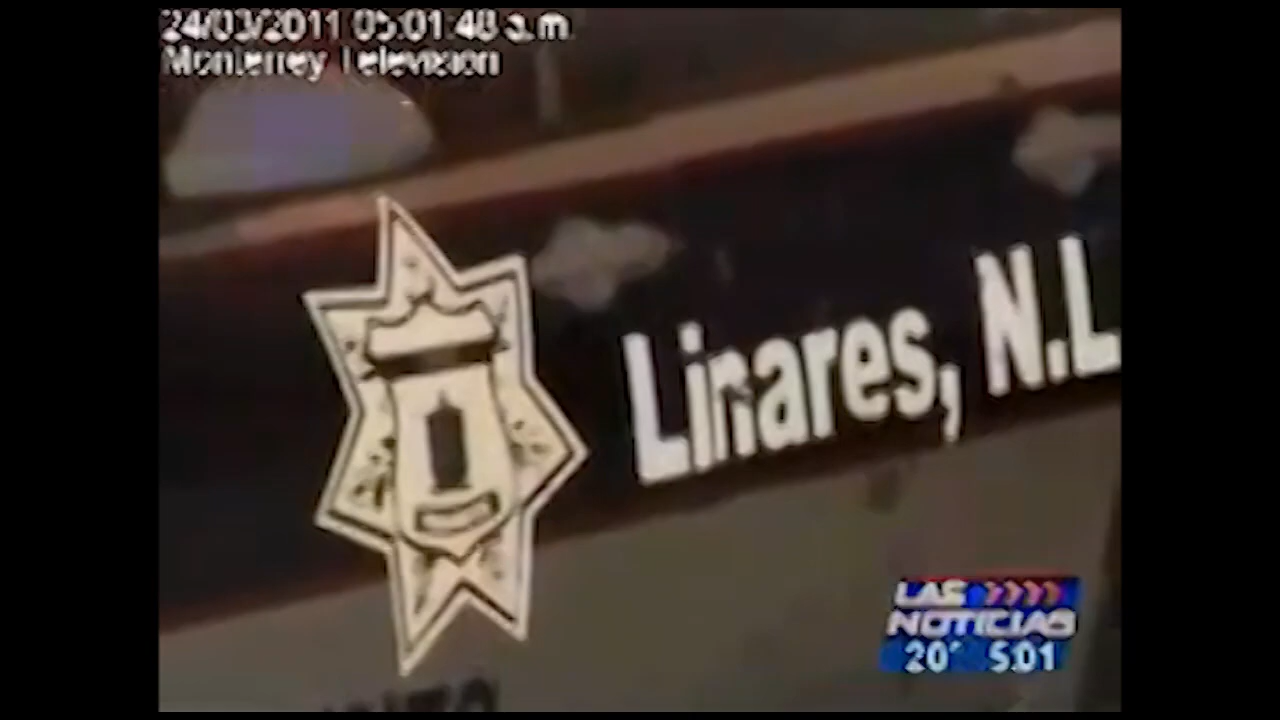 24/03/2011 05:01:48 a.m.
Monterrey Television
Linares, N.L
LAS
NOTICIAS
20° 5:01